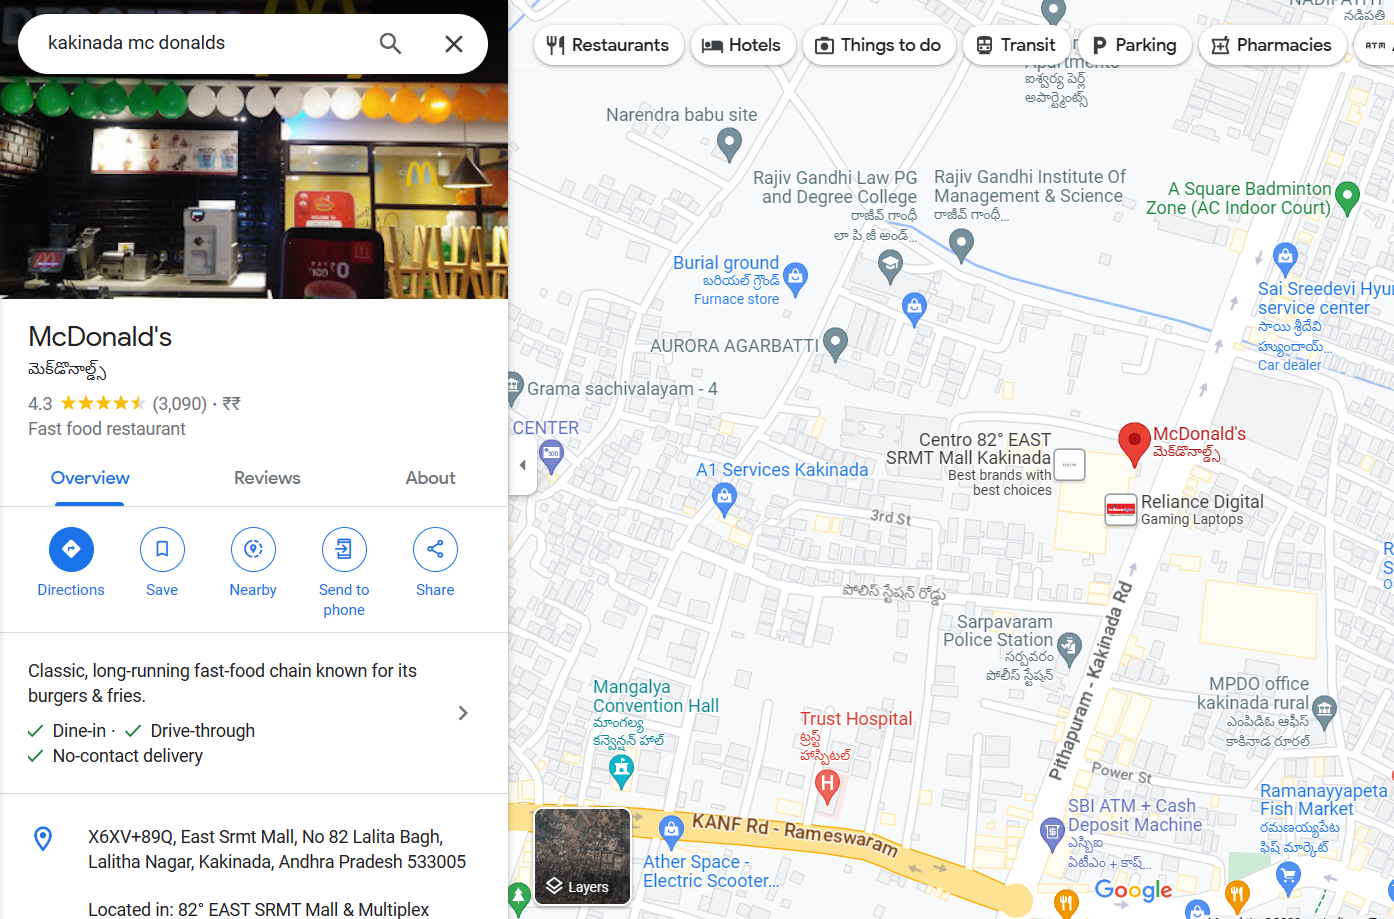 kakinada mc donalds
McDonald's
మెక్‌డొనాల్డ్స్
4.3 (3,090) · ₹₹
Fast food restaurant
Overview
Reviews
About
Directions
Save
Nearby
Send to
phone
Share
Classic, long-running fast-food chain known for its
burgers & fries.
Dine-in · Drive-through
No-contact delivery
X6XV+89Q, East Srmt Mall, No 82 Lalita Bagh,
Lalitha Nagar, Kakinada, Andhra Pradesh 533005
Located in: 82° EAST SRMT Mall & Multiplex
Restaurants
Hotels
Things to do
Transit
Parking
Pharmacies
ATM
నడిపతి
Apartments
ఐశ్వర్య పెర్ల్
అపార్ట్మెంట్స్
Narendra babu site
Rajiv Gandhi Law PG
and Degree College
రాజీవ్ గాంధీ
లా పి.జీ అండ్...
Rajiv Gandhi Institute Of
Management & Science
రాజీవ్ గాంధీ...
A Square Badminton
Zone (AC Indoor Court)
Burial ground
బరియల్ గ్రౌండ్
Furnace store
Sai Sreedevi Hyun
service center
సాయి శ్రీదేవి
హ్యుందాయ్...
Car dealer
AURORA AGARBATTI
Grama sachivalayam - 4
CENTER
Centro 82° EAST
SRMT Mall Kakinada
Best brands with
best choices
McDonald's
మెక్‌డొనాల్డ్స్
A1 Services Kakinada
Reliance Digital
Gaming Laptops
3rd St
పోలీస్ స్టేషన్ రోడ్డు
Sarpavaram
Police Station
సర్పవరం
పోలీస్ స్టేషన్
Pithapuram - Kakinada Rd
Mangalya
Convention Hall
మాంగల్య
కన్వెన్షన్ హాల్
Trust Hospital
ట్రస్ట్
హాస్పిటల్
MPDO office
kakinada rural
ఎంపిడిఓ ఆఫీస్
కాకినాడ రూరల్
Power St
Ramanayyapeta
Fish Market
రమణయ్యపేట
ఫిష్ మార్కెట్
SBI ATM + Cash
Deposit Machine
ఎస్బిఐ
ఏటీఎం + కాష్...
KANF Rd - Rameswaram
Ather Space -
Electric Scooter...
Layers
Google